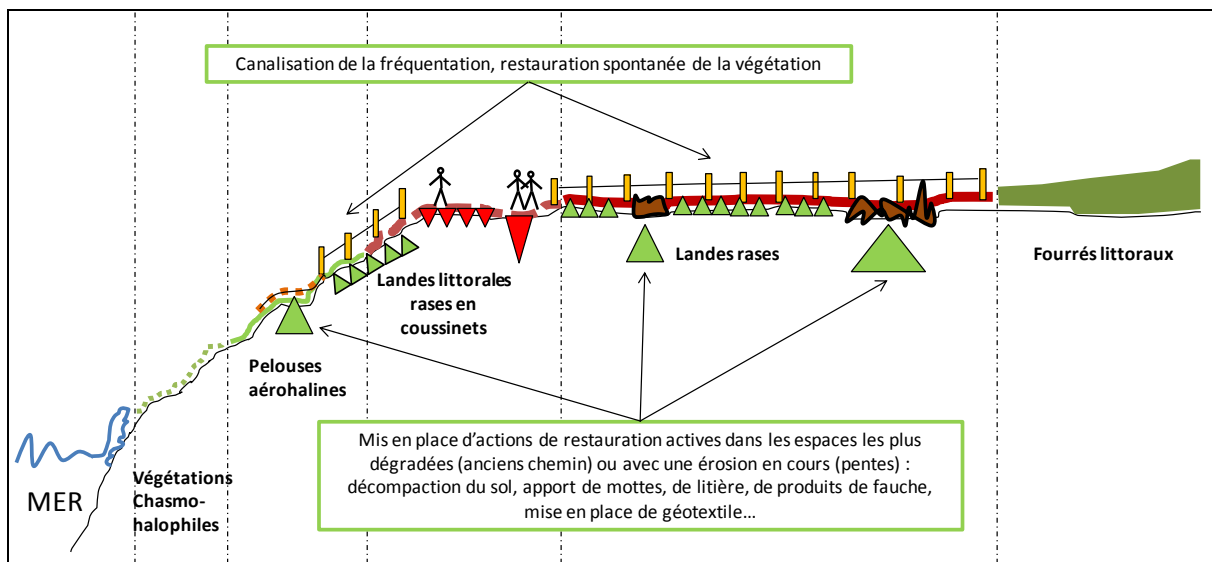 Canalisation de la fréquentation, restauration spontanée de la végétation
Landes littorales
rases en
coussinets
Landes rases
Fourrés littoraux
Pelouses
aérohalines
Végétations
Chasmo-
halophiles
MER
Mis en place d’actions de restauration actives dans les espaces les plus
dégradées (anciens chemin) ou avec une érosion en cours (pentes) :
décompaction du sol, apport de mottes, de litière, de produits de fauche,
mise en place de géotextile…